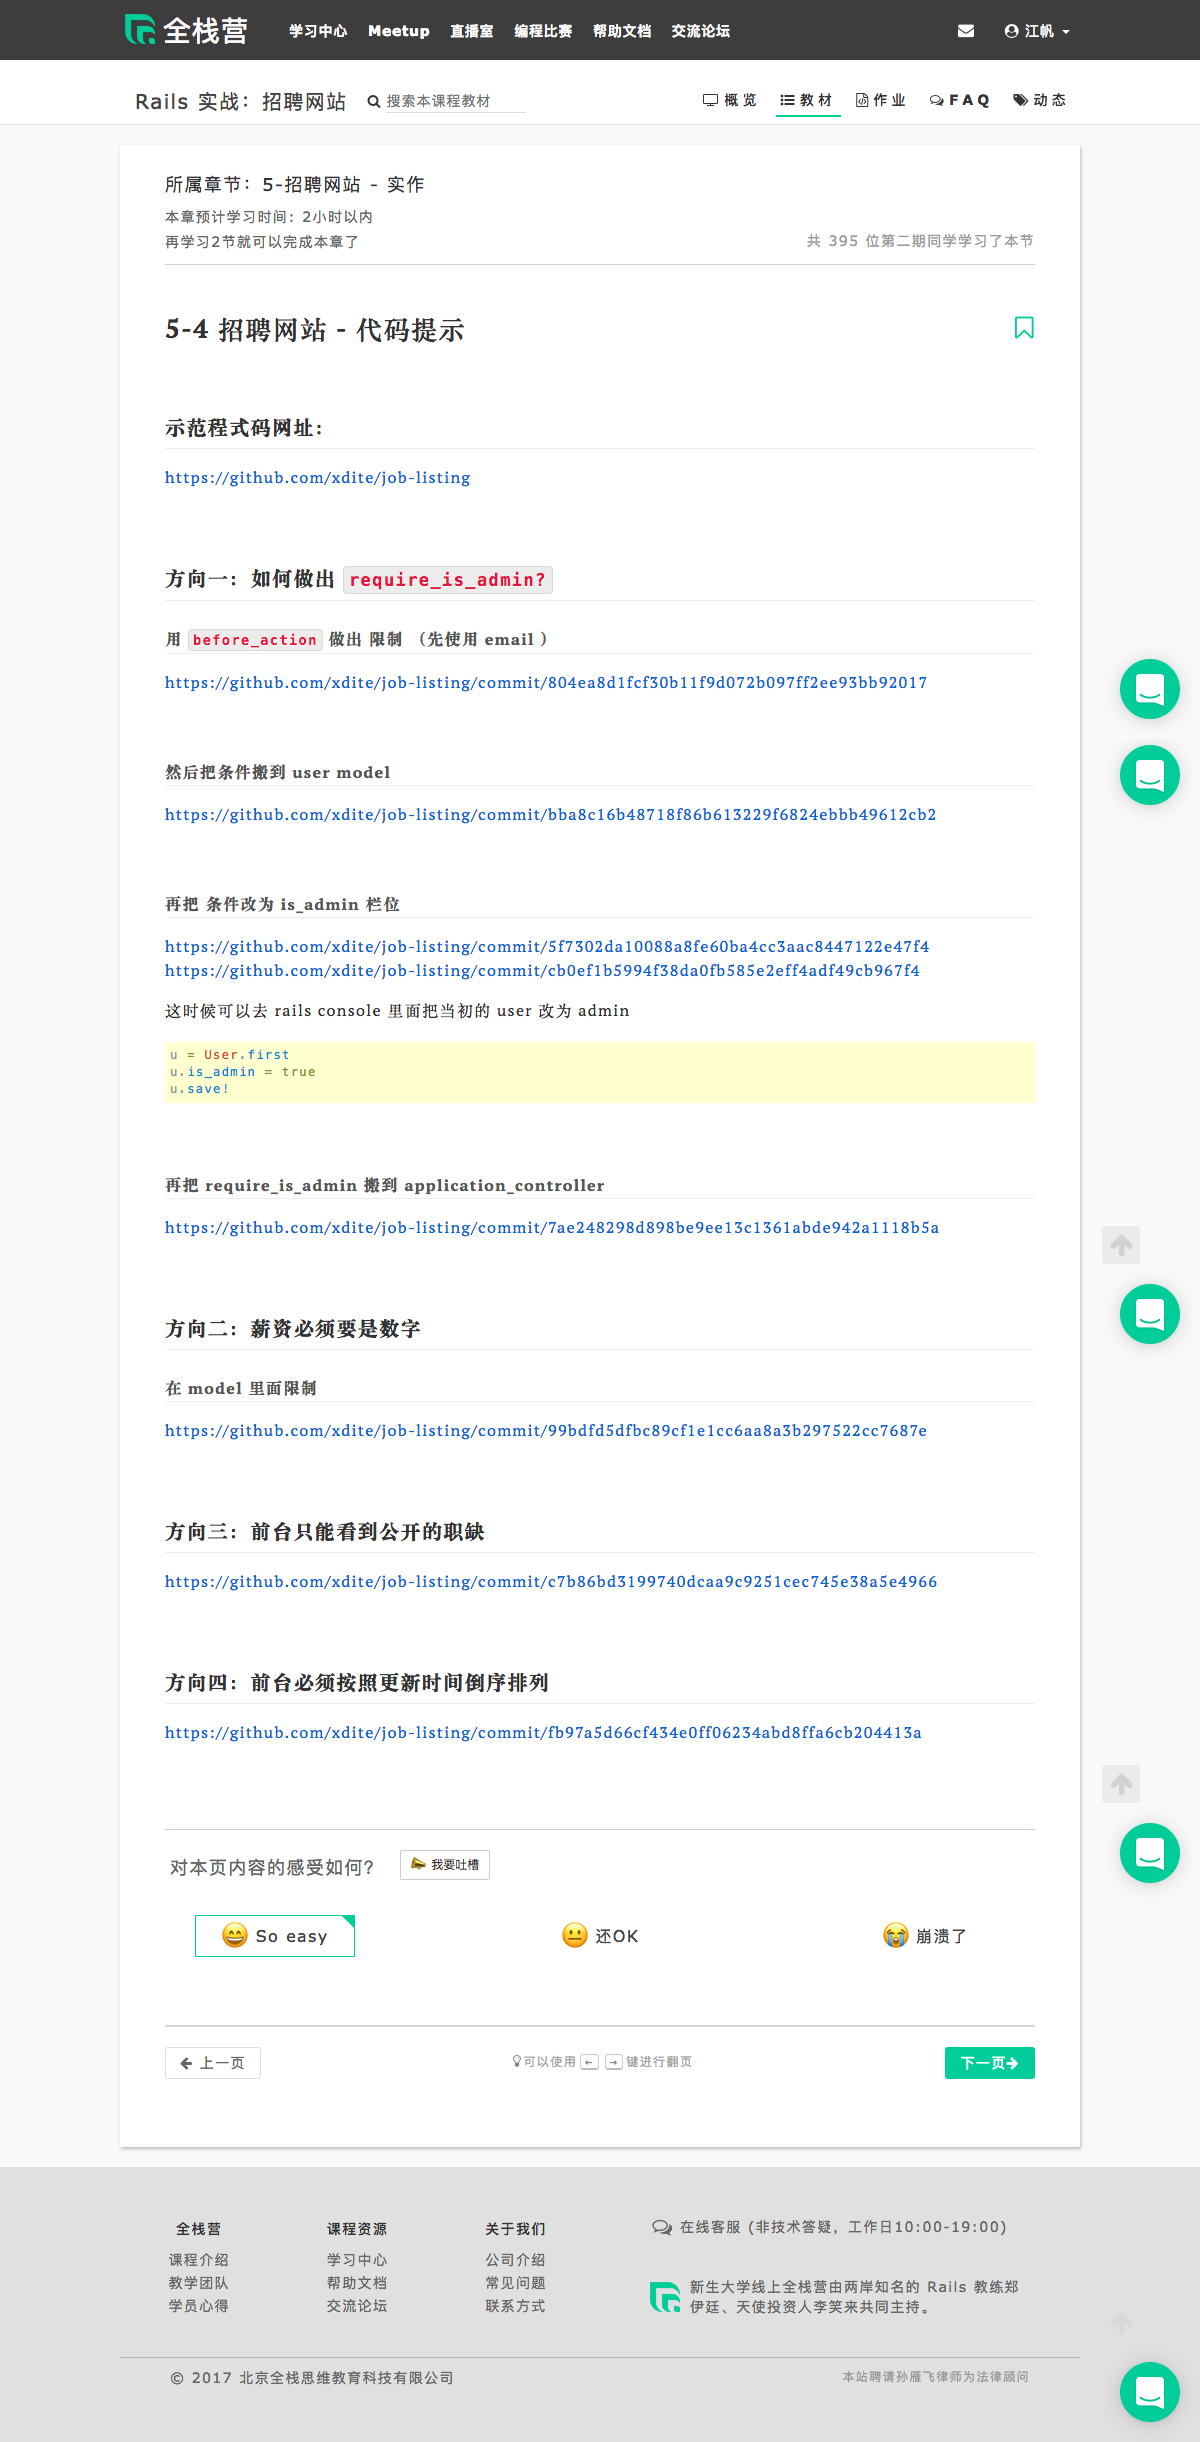 全栈营 学习中心 Meetup 直播室 编程比赛 帮助文档 交流论坛 江帆
Rails 实战：招聘网站 搜索本课程教材 概览 教材 作业 FAQ 动态
所属章节：5-招聘网站 - 实作
本章预计学习时间：2小时以内
再学习2节就可以完成本章了 共 395 位第二期同学学习了本节
5-4 招聘网站 - 代码提示
示范程式码网址：
https://github.com/xdite/job-listing
方向一：如何做出 require_is_admin?
用 before_action 做出 限制 （先使用 email ）
https://github.com/xdite/job-listing/commit/804ea8d1fcf30b11f9d072b097ff2ee93bb92017
然后把条件搬到 user model
https://github.com/xdite/job-listing/commit/bba8c16b48718f86b613229f6824ebbb49612cb2
再把 条件改为 is_admin 栏位
https://github.com/xdite/job-listing/commit/5f7302da10088a8fe60ba4cc3aac8447122e47f4
https://github.com/xdite/job-listing/commit/cb0ef1b5994f38da0fb585e2eff4adf49cb967f4
这时候可以去 rails console 里面把当初的 user 改为 admin
u = User.first
u.is_admin = true
u.save!
再把 require_is_admin 搬到 application_controller
https://github.com/xdite/job-listing/commit/7ae248298d898be9ee13c1361abde942a1118b5a
方向二：薪资必须要是数字
在 model 里面限制
https://github.com/xdite/job-listing/commit/99bdfd5dfbc89cf1e1cc6aa8a3b297522cc7687e
方向三：前台只能看到公开的职缺
https://github.com/xdite/job-listing/commit/c7b86bd3199740dcaa9c9251cec745e38a5e4966
方向四：前台必须按照更新时间倒序排列
https://github.com/xdite/job-listing/commit/fb97a5d66cf434e0ff06234abd8ffa6cb204413a
对本页内容的感受如何? 我要吐槽
So easy 还OK 崩溃了
上一页 可以使用 ← → 键进行翻页 下一页
全栈营 课程资源 关于我们 在线客服 (非技术答疑，工作日10:00-19:00)
课程介绍 学习中心 公司介绍
教学团队 帮助文档 常见问题 新生大学线上全栈营由两岸知名的 Rails 教练郑
学员心得 交流论坛 联系方式 伊廷、天使投资人李笑来共同主持。
© 2017 北京全栈思维教育科技有限公司 本站聘请孙雁飞律师为法律顾问